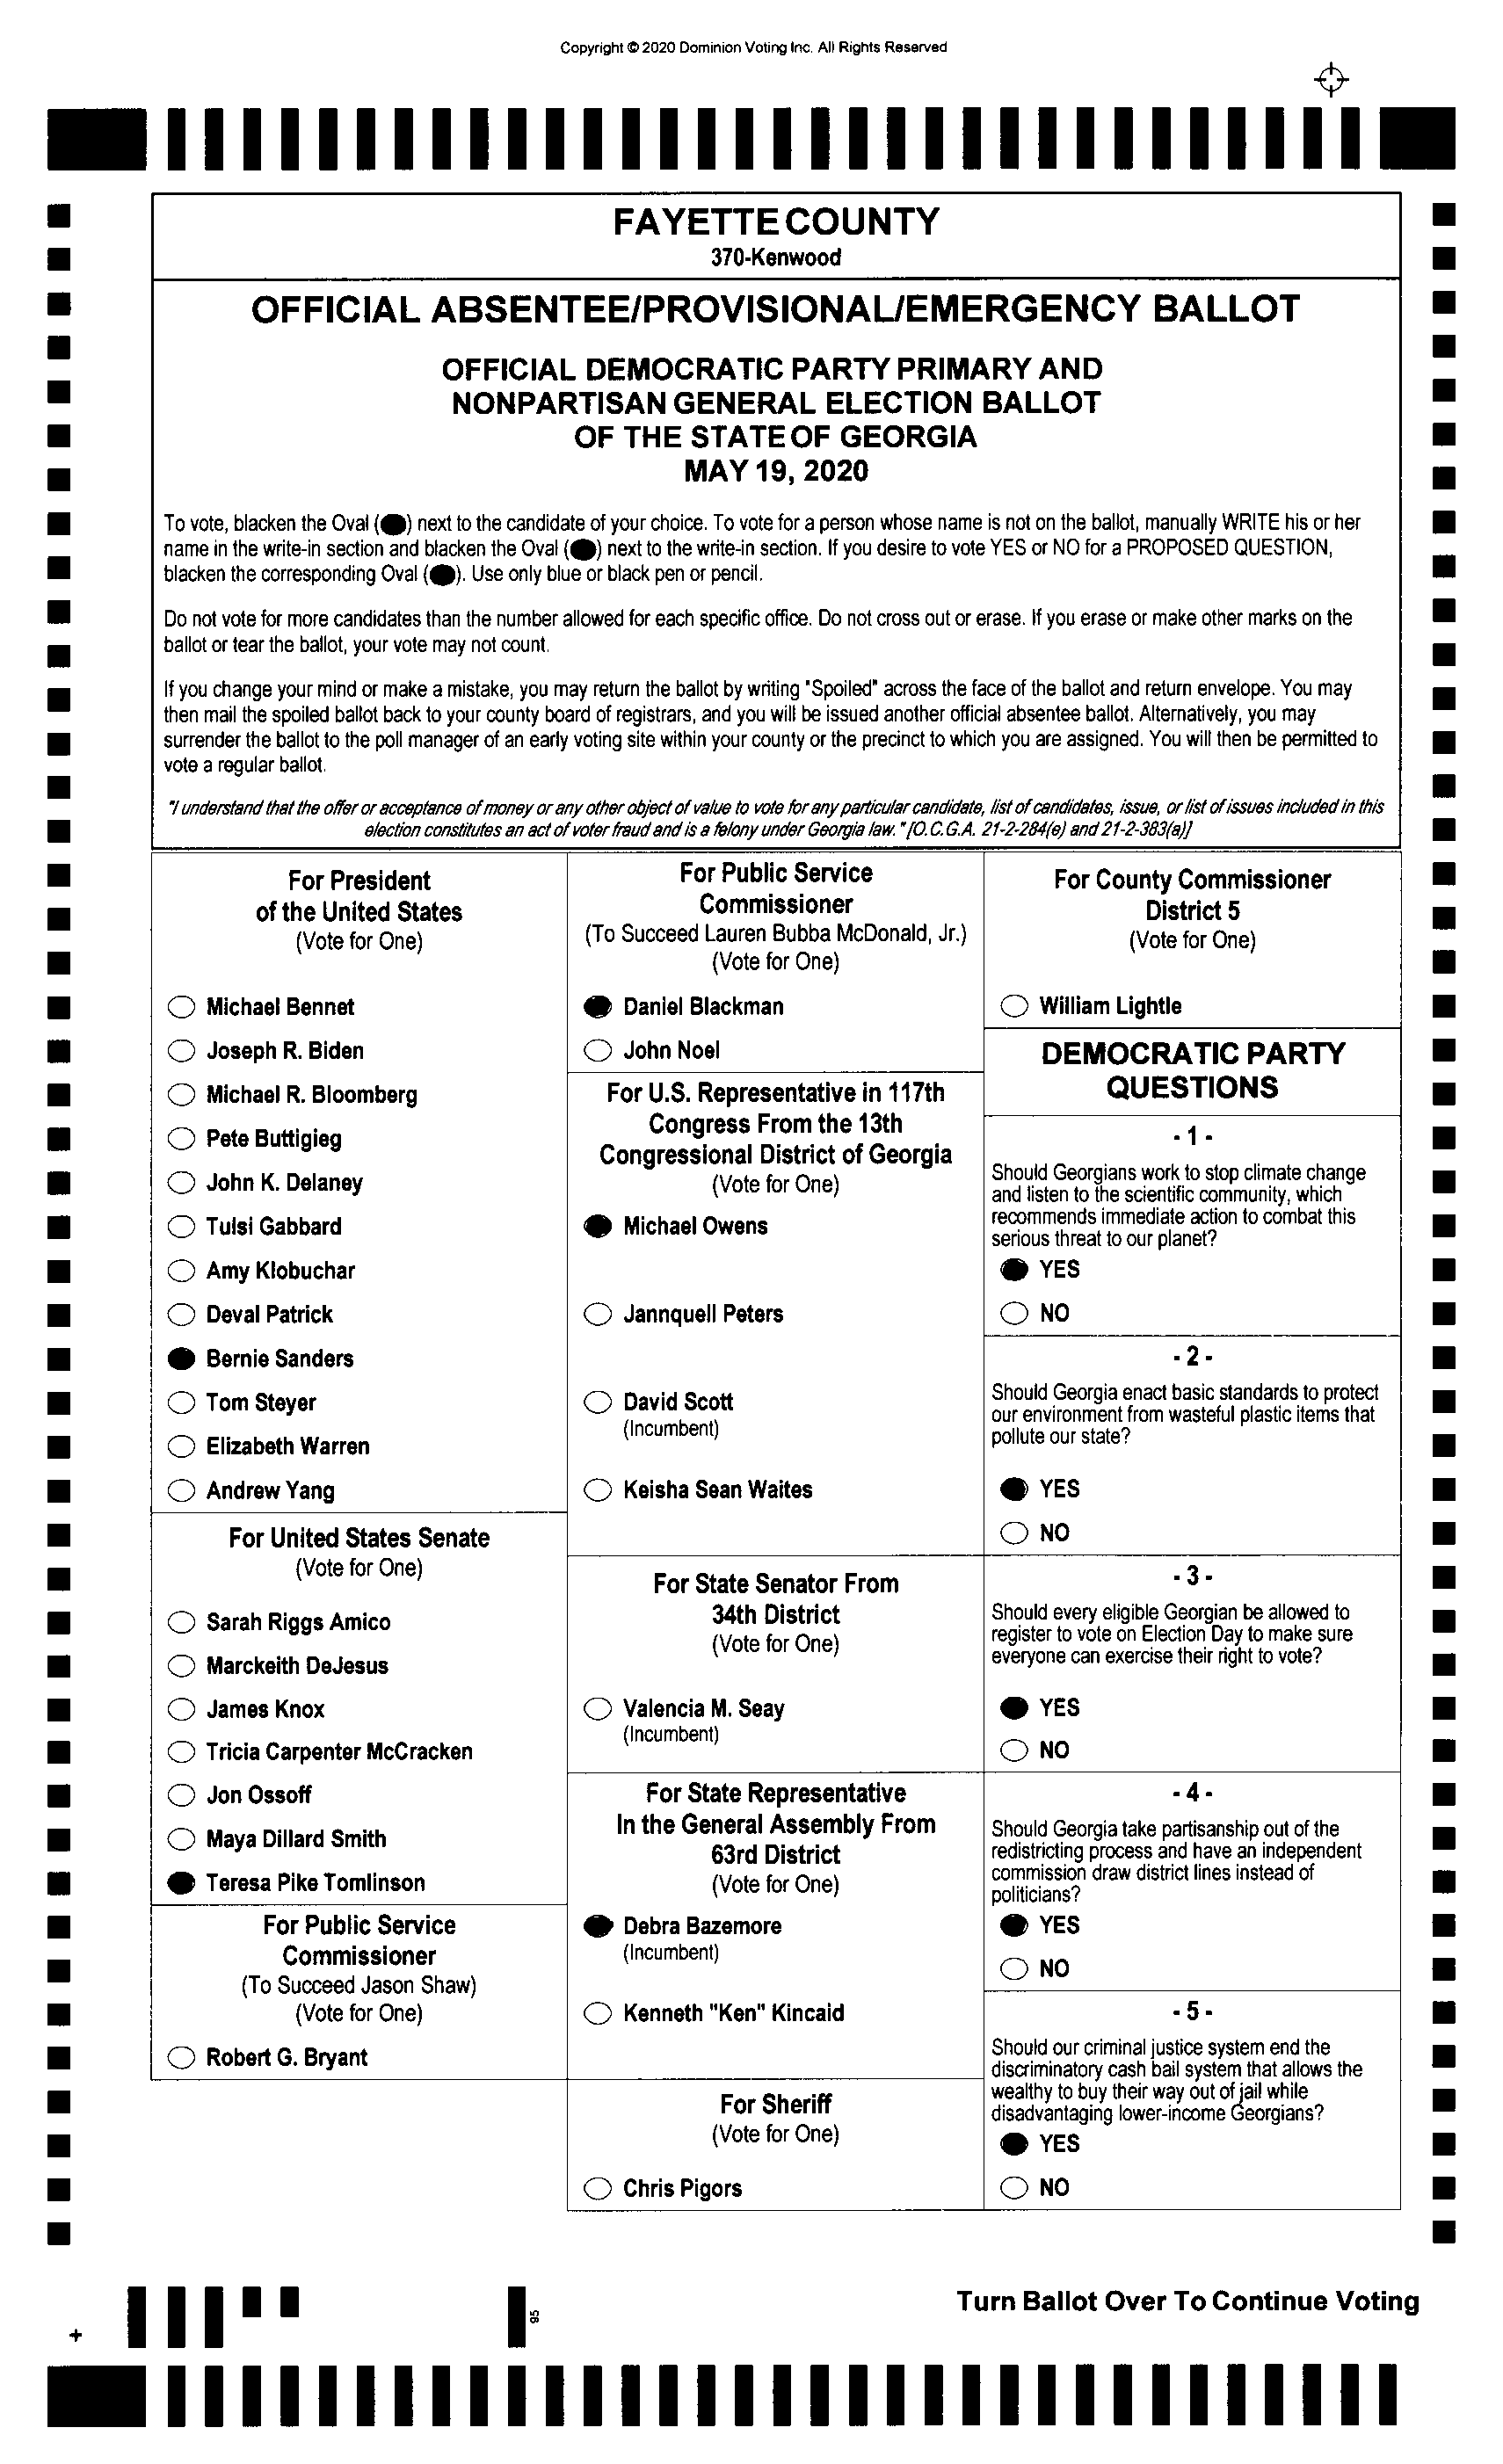 Copyright © 2020 Dominion Voting Inc. All Rights Reserved
FAYETTE COUNTY
370-Kenwood
OFFICIAL ABSENTEE/PROVISIONAL/EMERGENCY BALLOT
OFFICIAL DEMOCRATIC PARTY PRIMARY AND
NONPARTISAN GENERAL ELECTION BALLOT
OF THE STATE OF GEORGIA
MAY 19, 2020
To vote, blacken the Oval (⬬) next to the candidate of your choice. To vote for a person whose name is not on the ballot, manually WRITE his or her
name in the write-in section and blacken the Oval (⬬) next to the write-in section. If you desire to vote YES or NO for a PROPOSED QUESTION,
blacken the corresponding Oval (⬬). Use only blue or black pen or pencil.
Do not vote for more candidates than the number allowed for each specific office. Do not cross out or erase. If you erase or make other marks on the
ballot or tear the ballot, your vote may not count.
If you change your mind or make a mistake, you may return the ballot by writing "Spoiled" across the face of the ballot and return envelope. You may
then mail the spoiled ballot back to your county board of registrars, and you will be issued another official absentee ballot. Alternatively, you may
surrender the ballot to the poll manager of an early voting site within your county or the precinct to which you are assigned. You will then be permitted to
vote a regular ballot.
"I understand that the offer or acceptance of money or any other object of value to vote for any particular candidate, list of candidates, issue, or list of issues included in this
election constitutes an act of voter fraud and is a felony under Georgia law." [O.C.G.A. 21-2-284(e) and 21-2-383(a)]
For President
of the United States
(Vote for One)
Michael Bennet
Joseph R. Biden
Michael R. Bloomberg
Pete Buttigieg
John K. Delaney
Tulsi Gabbard
Amy Klobuchar
Deval Patrick
Bernie Sanders
Tom Steyer
Elizabeth Warren
Andrew Yang
For United States Senate
(Vote for One)
Sarah Riggs Amico
Marckeith DeJesus
James Knox
Tricia Carpenter McCracken
Jon Ossoff
Maya Dillard Smith
Teresa Pike Tomlinson
For Public Service
Commissioner
(To Succeed Jason Shaw)
(Vote for One)
Robert G. Bryant
For Public Service
Commissioner
(To Succeed Lauren Bubba McDonald, Jr.)
(Vote for One)
Daniel Blackman
John Noel
For U.S. Representative in 117th
Congress From the 13th
Congressional District of Georgia
(Vote for One)
Michael Owens
Jannquell Peters
David Scott
(Incumbent)
Keisha Sean Waites
For State Senator From
34th District
(Vote for One)
Valencia M. Seay
(Incumbent)
For State Representative
In the General Assembly From
63rd District
(Vote for One)
Debra Bazemore
(Incumbent)
Kenneth "Ken" Kincaid
For Sheriff
(Vote for One)
Chris Pigors
For County Commissioner
District 5
(Vote for One)
William Lightle
DEMOCRATIC PARTY
QUESTIONS
- 1 -
Should Georgians work to stop climate change
and listen to the scientific community, which
recommends immediate action to combat this
serious threat to our planet?
YES
NO
- 2 -
Should Georgia enact basic standards to protect
our environment from wasteful plastic items that
pollute our state?
YES
NO
- 3 -
Should every eligible Georgian be allowed to
register to vote on Election Day to make sure
everyone can exercise their right to vote?
YES
NO
- 4 -
Should Georgia take partisanship out of the
redistricting process and have an independent
commission draw district lines instead of
politicians?
YES
NO
- 5 -
Should our criminal justice system end the
discriminatory cash bail system that allows the
wealthy to buy their way out of jail while
disadvantaging lower-income Georgians?
YES
NO
Turn Ballot Over To Continue Voting
+
95